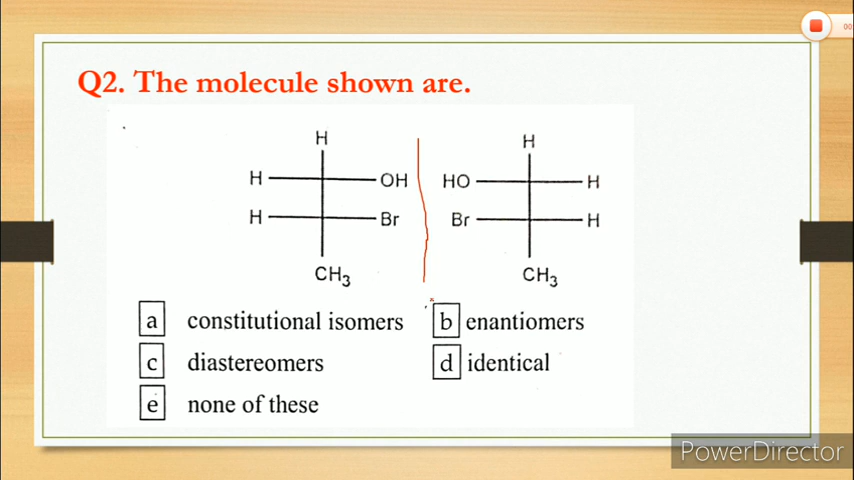 00
Q2. The molecule shown are.
H H
H OH HO H
H Br Br H
CH₃ CH₃
a constitutional isomers b enantiomers
c diastereomers d identical
e none of these
PowerDirector